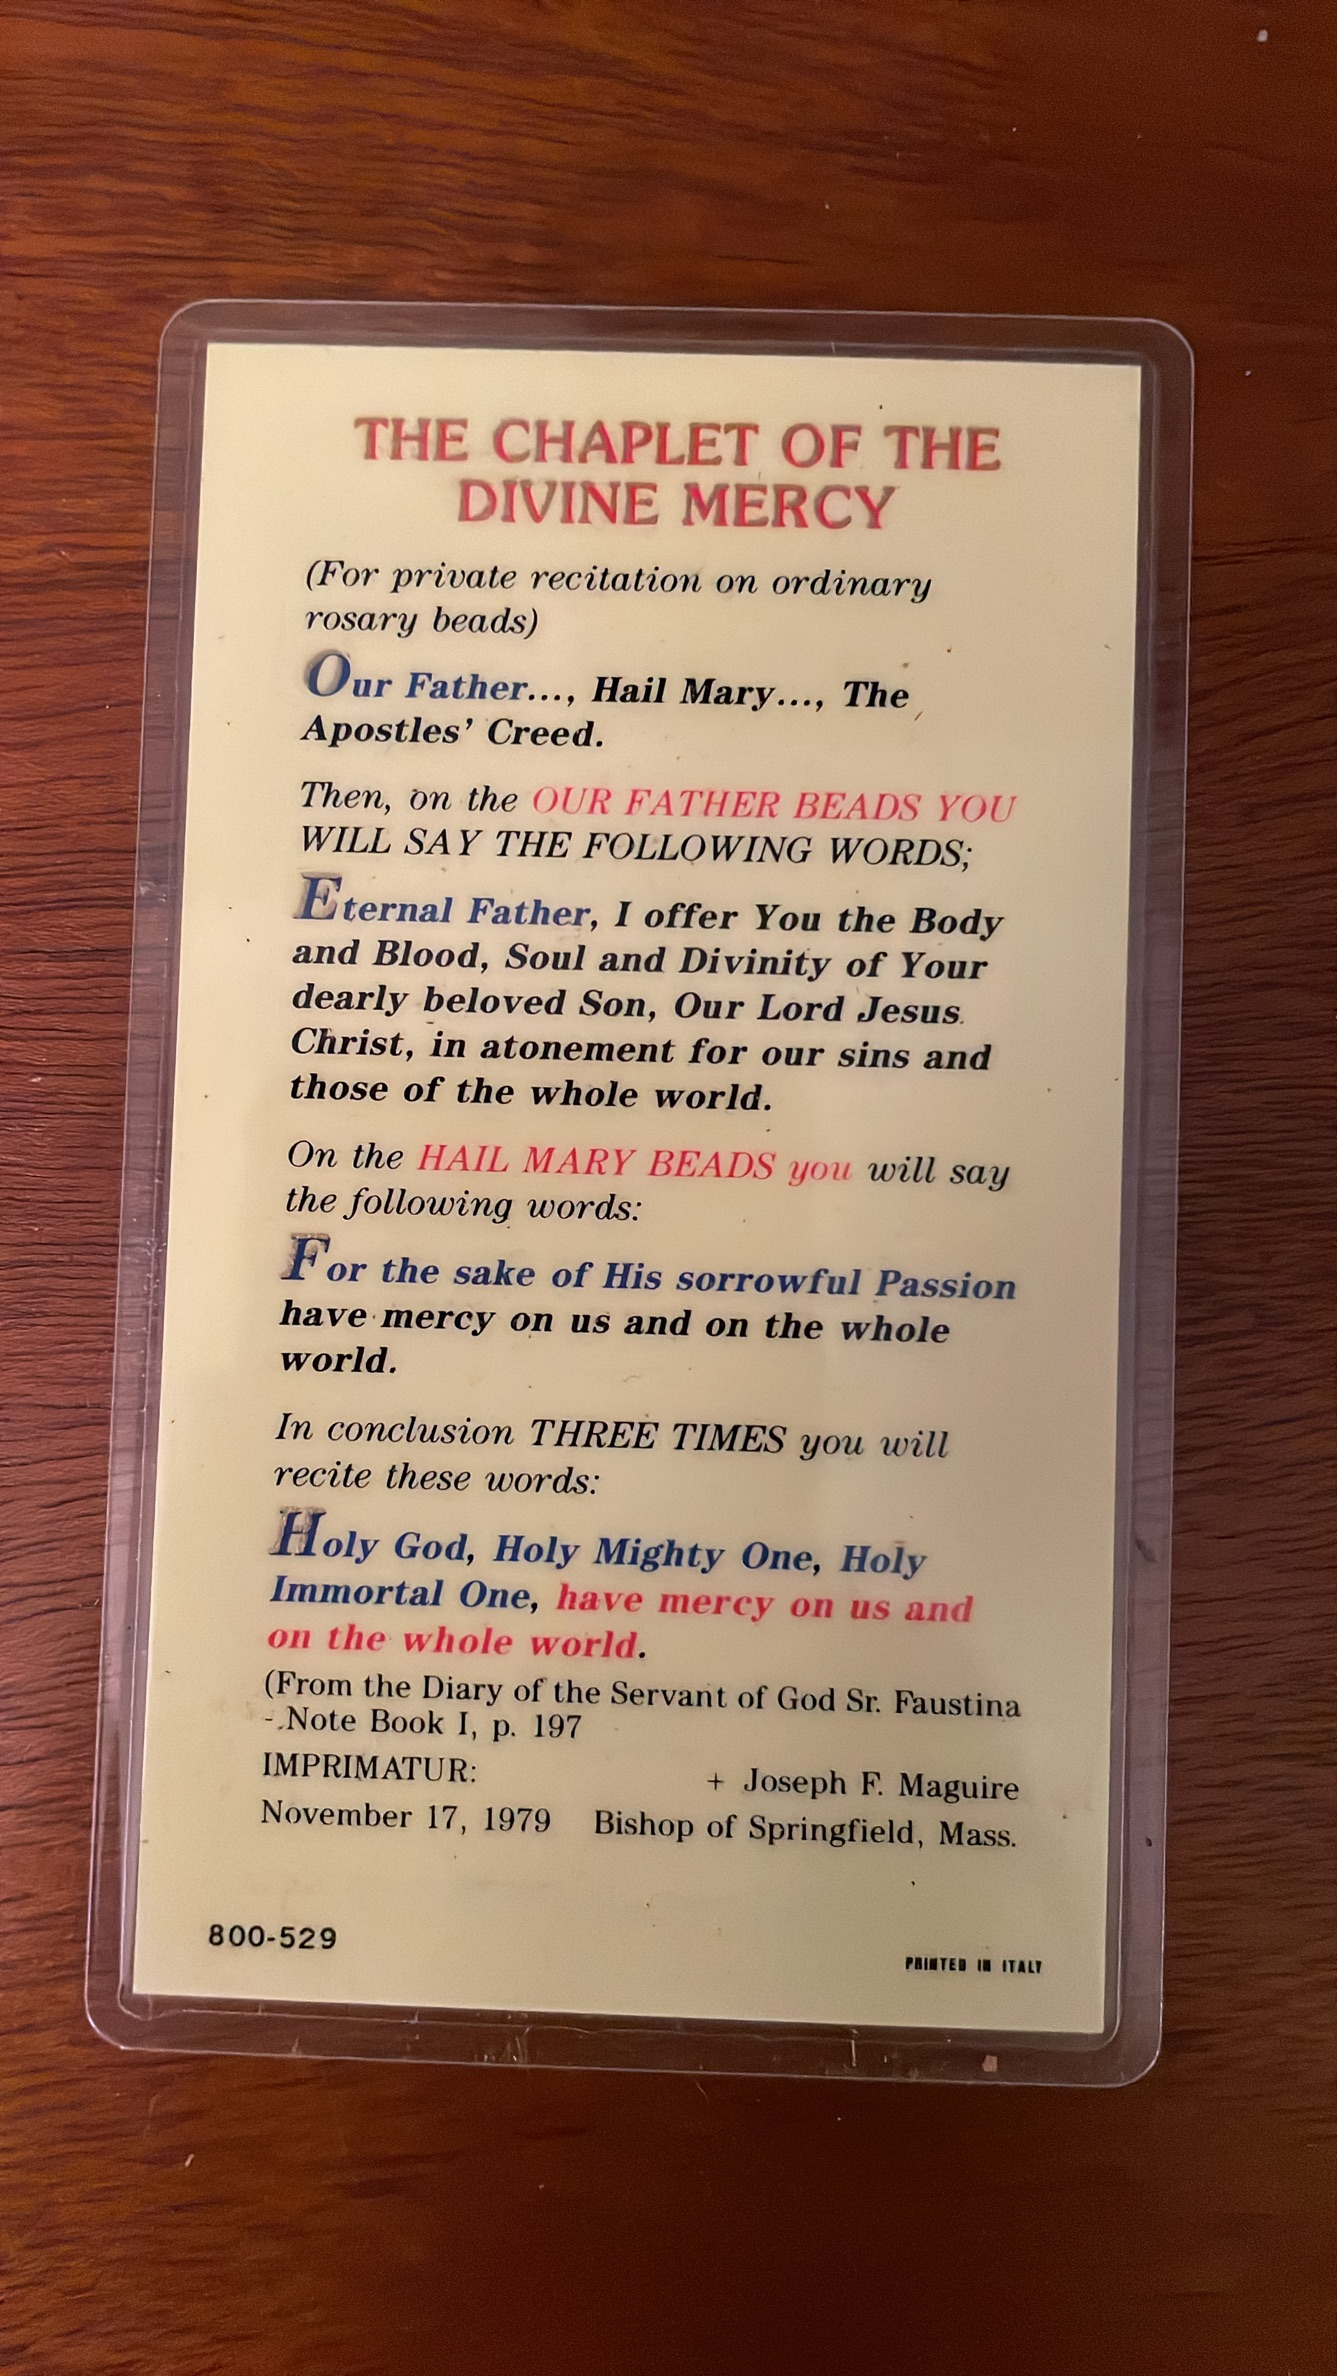 THE CHAPLET OF THE
DIVINE MERCY
(For private recitation on ordinary
rosary beads)
Our Father..., Hail Mary..., The
Apostles' Creed.
Then, on the OUR FATHER BEADS YOU
WILL SAY THE FOLLOWING WORDS;
Eternal Father, I offer You the Body
and Blood, Soul and Divinity of Your
dearly beloved Son, Our Lord Jesus
Christ, in atonement for our sins and
those of the whole world.
On the HAIL MARY BEADS you will say
the following words:
For the sake of His sorrowful Passion
have mercy on us and on the whole
world.
In conclusion THREE TIMES you will
recite these words:
Holy God, Holy Mighty One, Holy
Immortal One, have mercy on us and
on the whole world.
(From the Diary of the Servant of God Sr. Faustina
- Note Book I, p. 197
IMPRIMATUR: + Joseph F. Maguire
November 17, 1979 Bishop of Springfield, Mass.
800-529
PRINTED IN ITALY